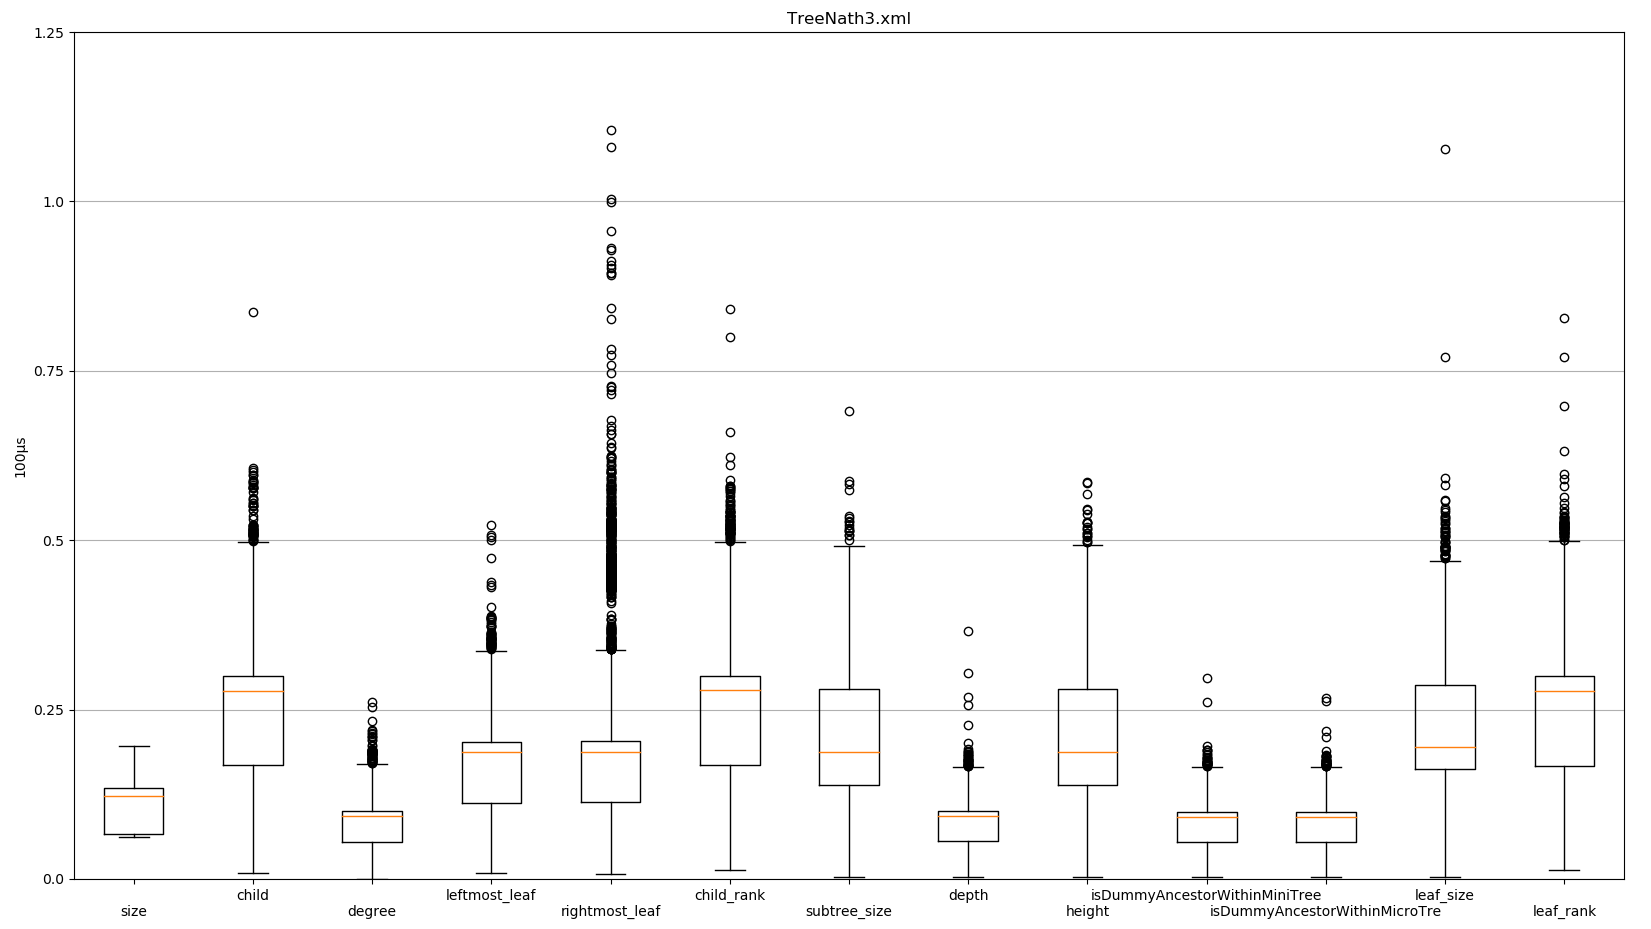 TreeNath3.xml
1.25
1.0
0.75
0.5
0.25
0.0
100μs
child
leftmost_leaf
child_rank
depth
isDummyAncestorWithinMiniTree
leaf_size
size
degree
rightmost_leaf
subtree_size
height
isDummyAncestorWithinMicroTre
leaf_rank